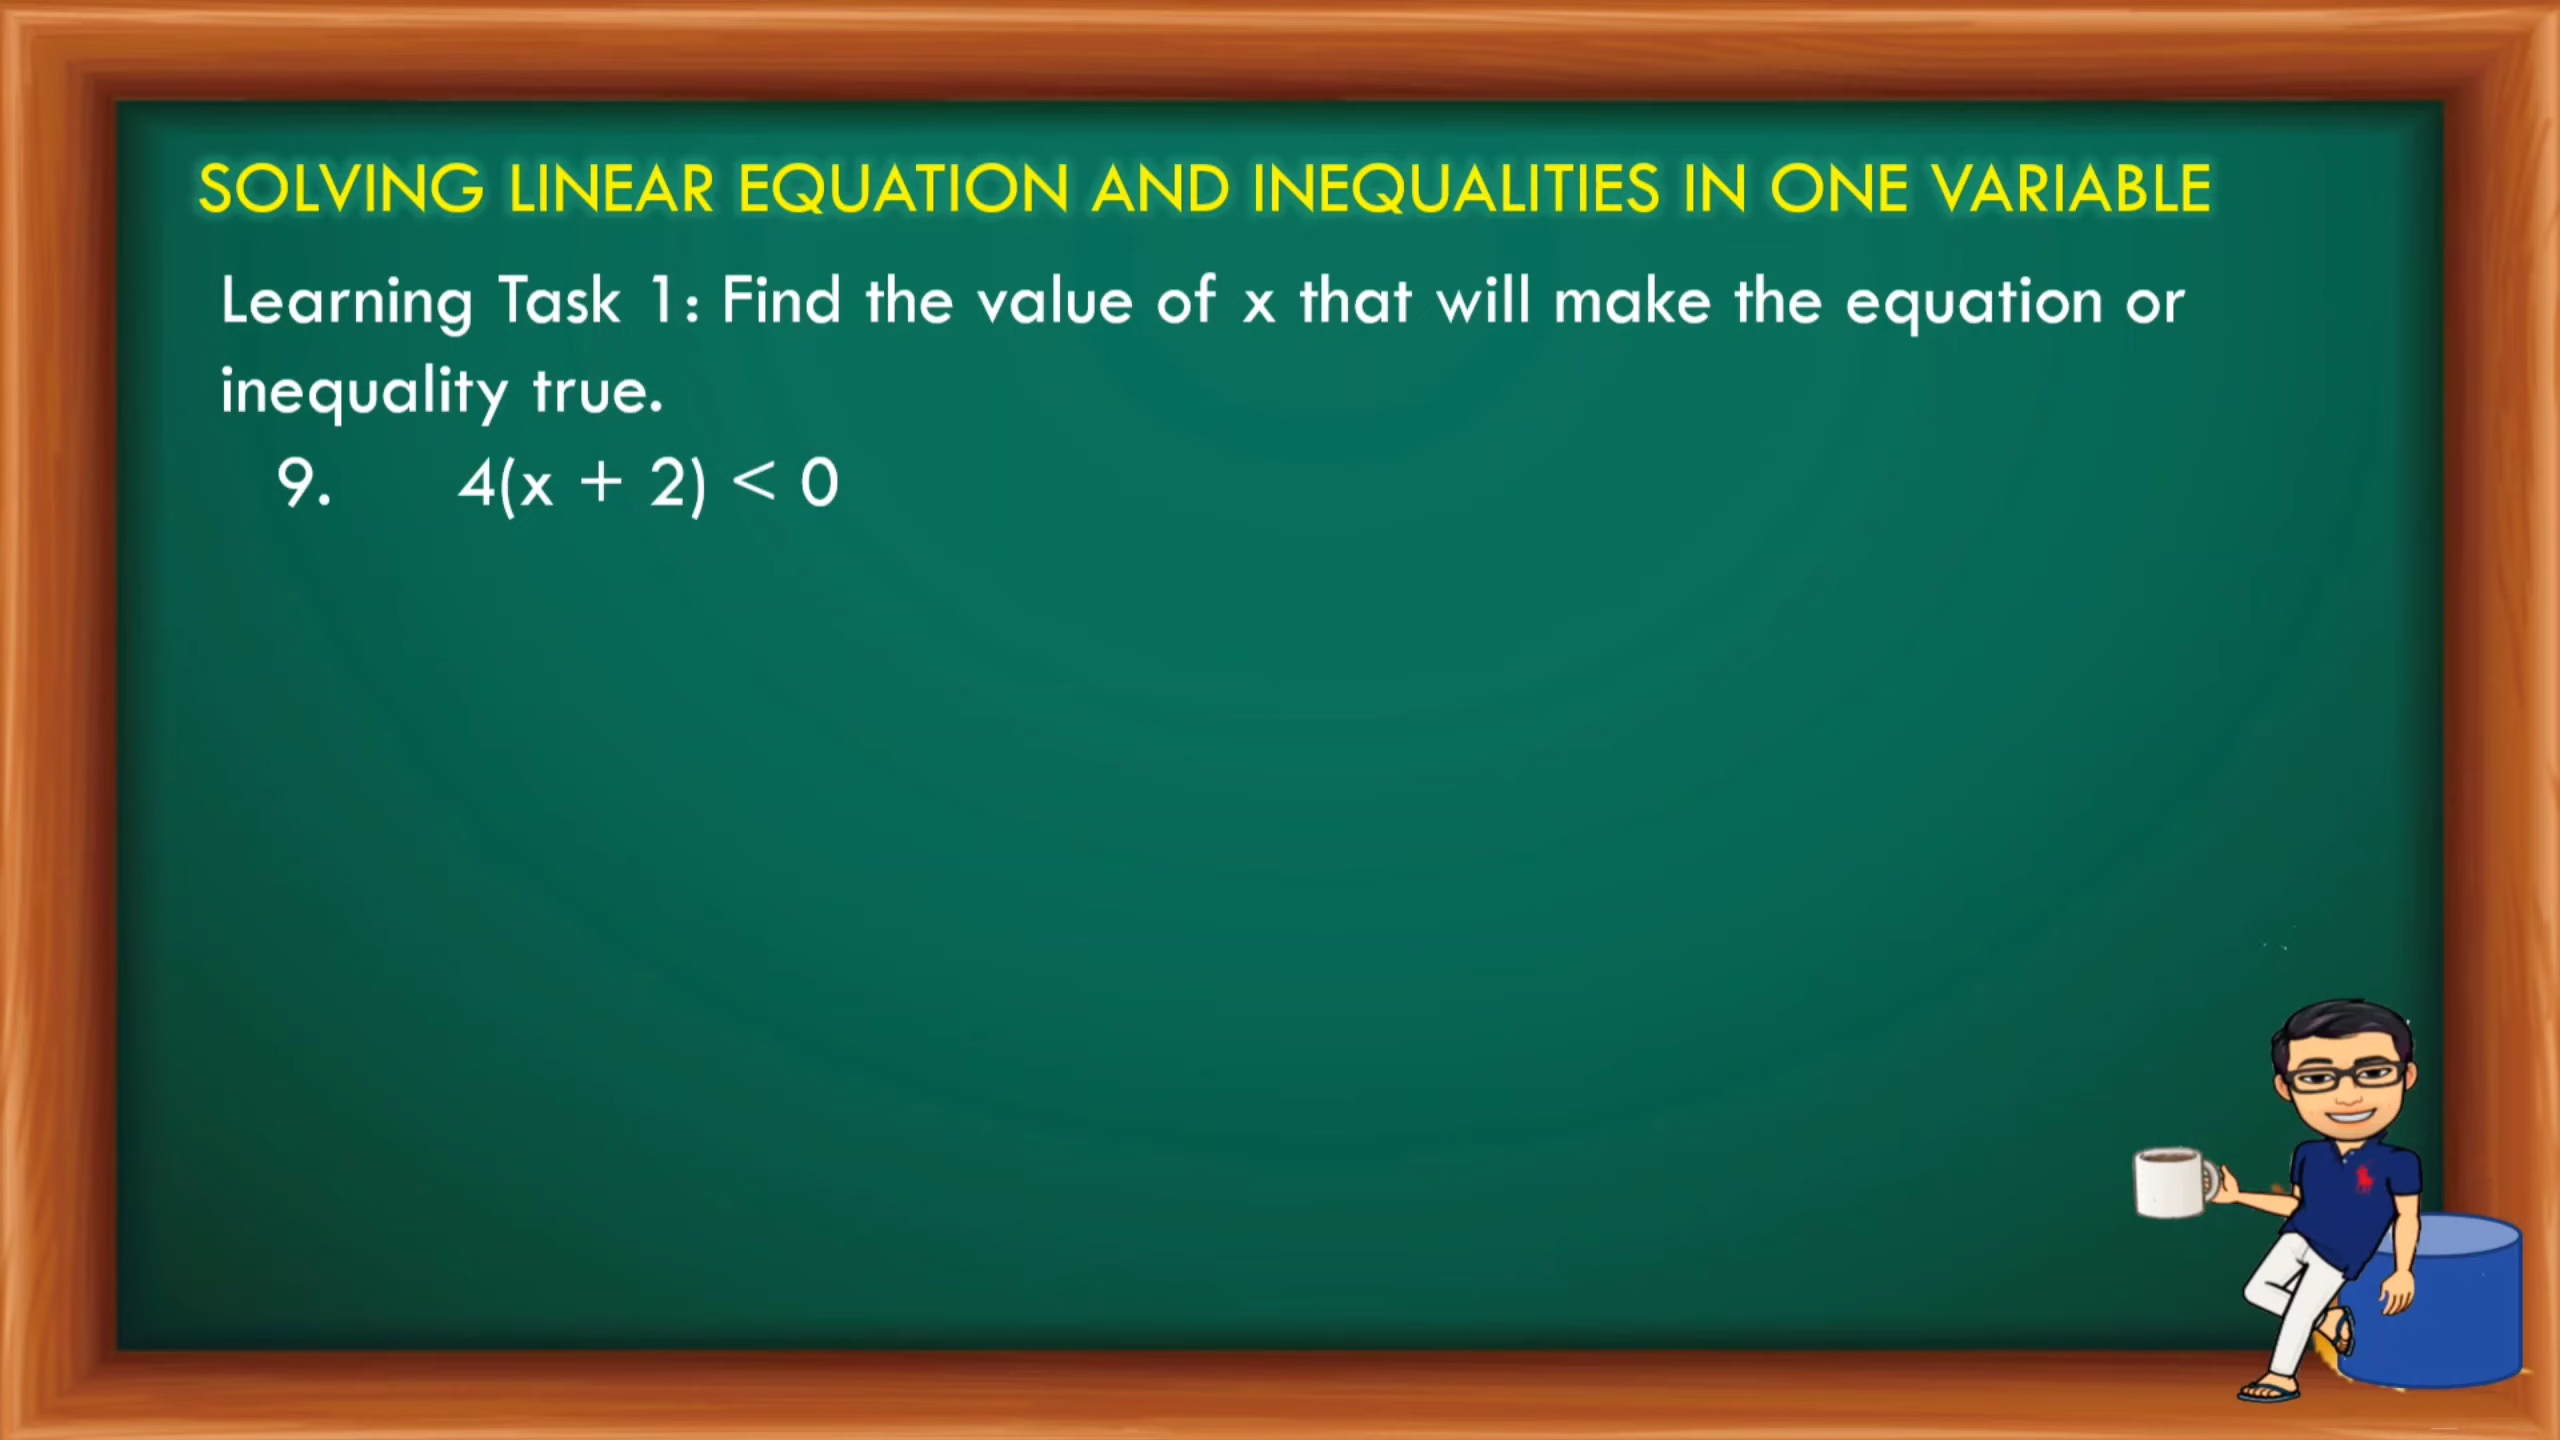 SOLVING LINEAR EQUATION AND INEQUALITIES IN ONE VARIABLE
Learning Task 1: Find the value of x that will make the equation or
inequality true.
9. 4(x + 2) < 0